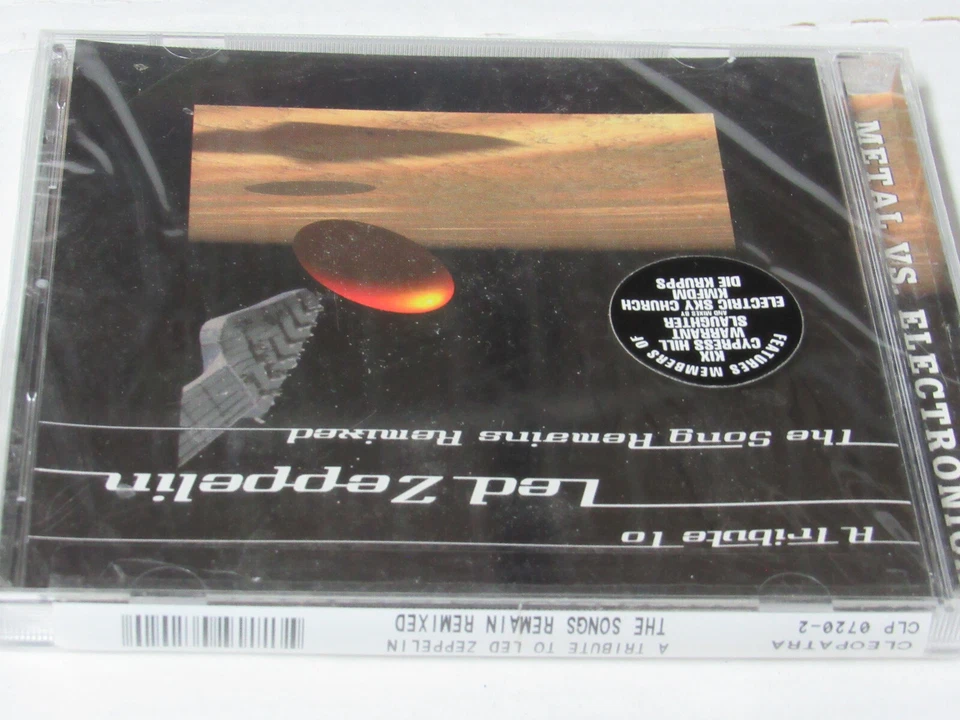 A Tribute To
Led Zeppelin
The Song Remains Remixed
FEATURES MEMBERS OF
KIX
CYPRESS HILL
WARRANT
SLAUGHTER
AND MIXED BY
ELECTRIC SKY CHURCH
KMFDM
DIE KRUPPS
METAL VS. ELECTRONICA
CLEOPATRA
CLP 0720-2
A TRIBUTE TO LED ZEPPELIN
THE SONGS REMAIN REMIXED